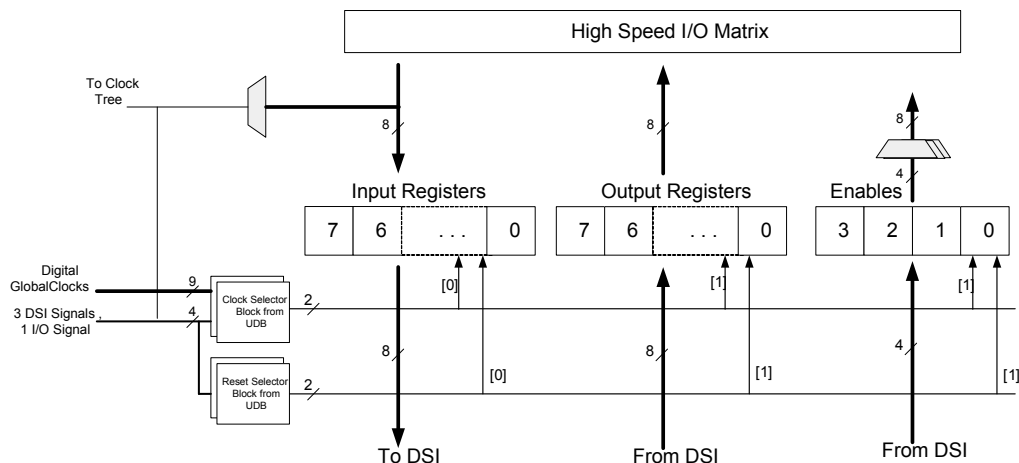 High Speed I/O Matrix
To Clock
Tree
8
8
8
4
Input Registers
Output Registers
Enables
7 6 . . . 0
7 6 . . . 0
3 2 1 0
Digital
GlobalClocks
9
3 DSI Signals ,
1 I/O Signal
4
Clock Selector
Block from
UDB
2
[0]
[1]
[1]
8
8
4
Reset Selector
Block from
UDB
2
[0]
[1]
[1]
To DSI
From DSI
From DSI